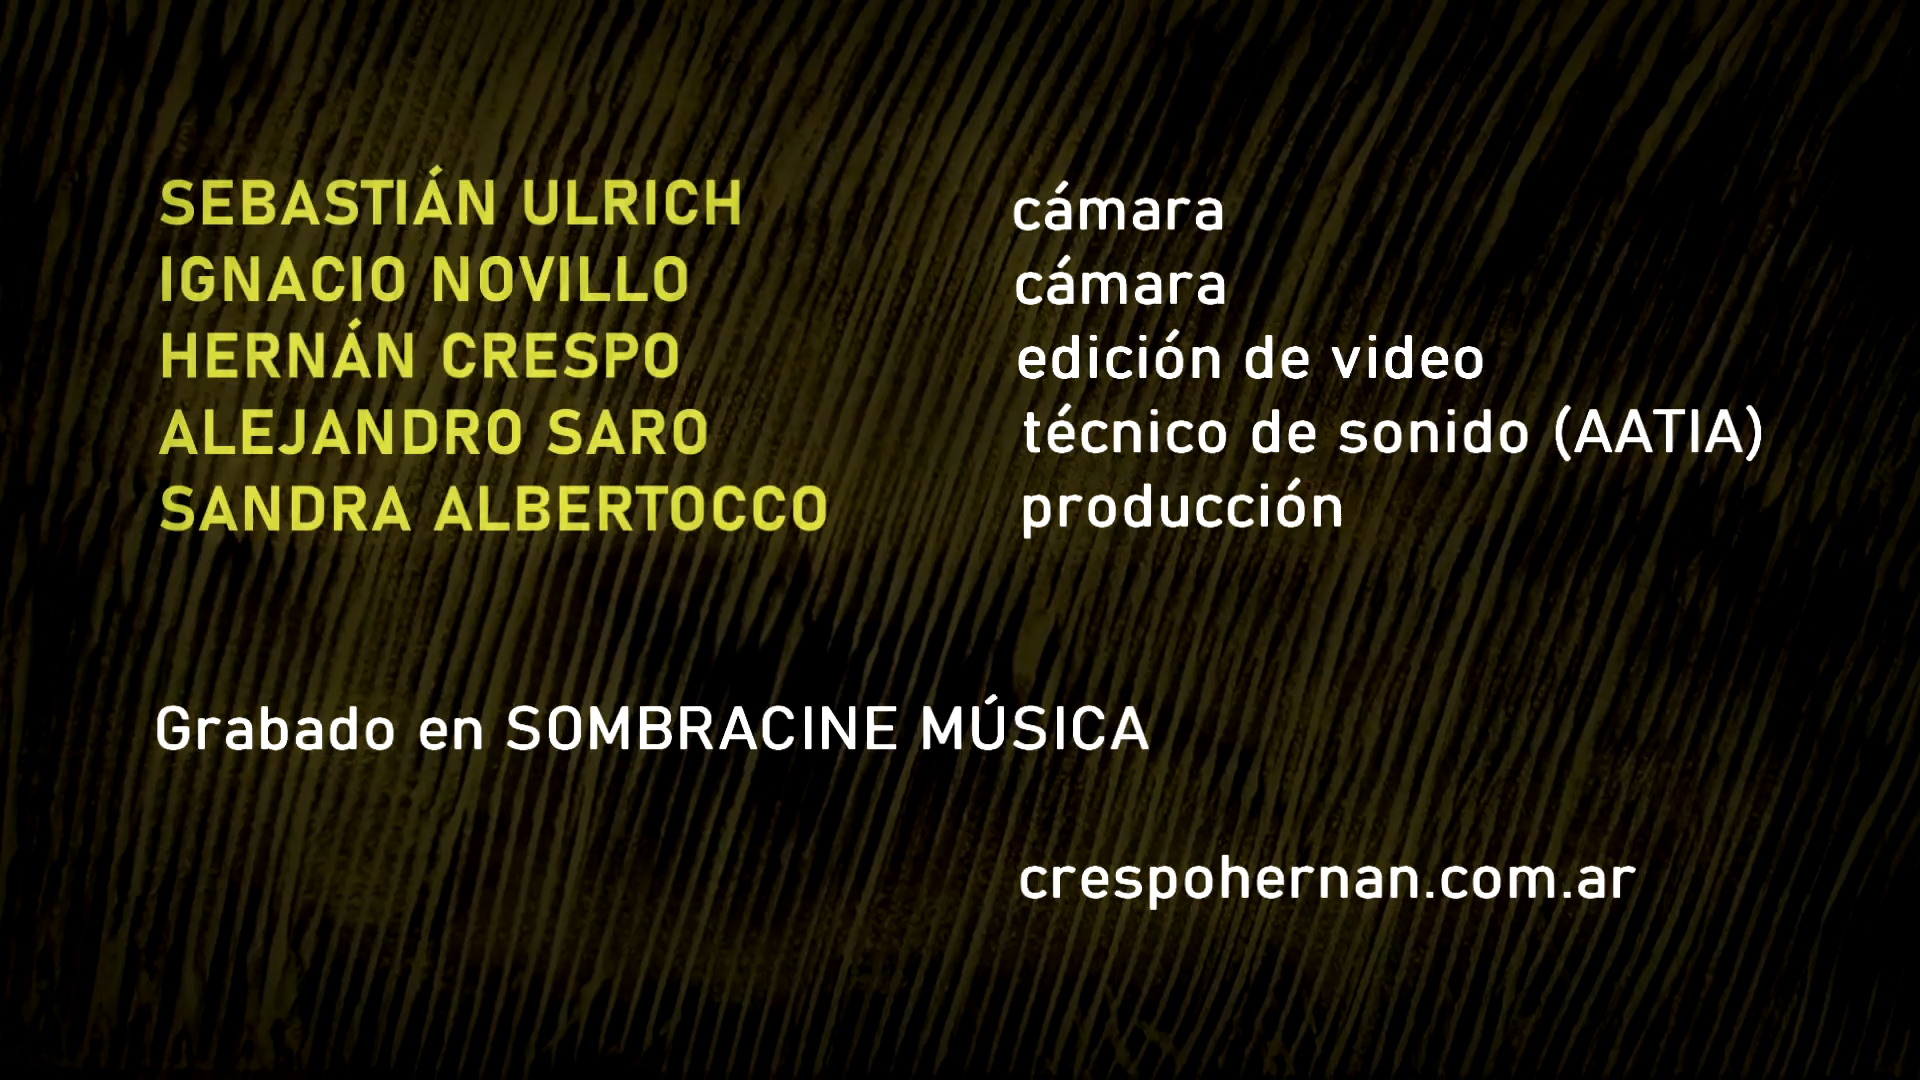 SEBASTIÁN ULRICH cámara
IGNACIO NOVILLO cámara
HERNÁN CRESPO edición de video
ALEJANDRO SARO técnico de sonido (AATIA)
SANDRA ALBERTOCCO producción
Grabado en SOMBRACINE MÚSICA
crespohernan.com.ar